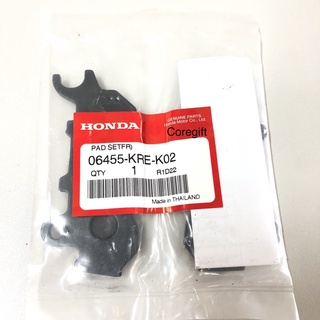 HONDA
GENUINE PARTS
Honda Motor Co., Ltd.
Coregift
PAD SET(FR)
06455-KRE-K02
QTY 1 R1D22
Made in THAILAND